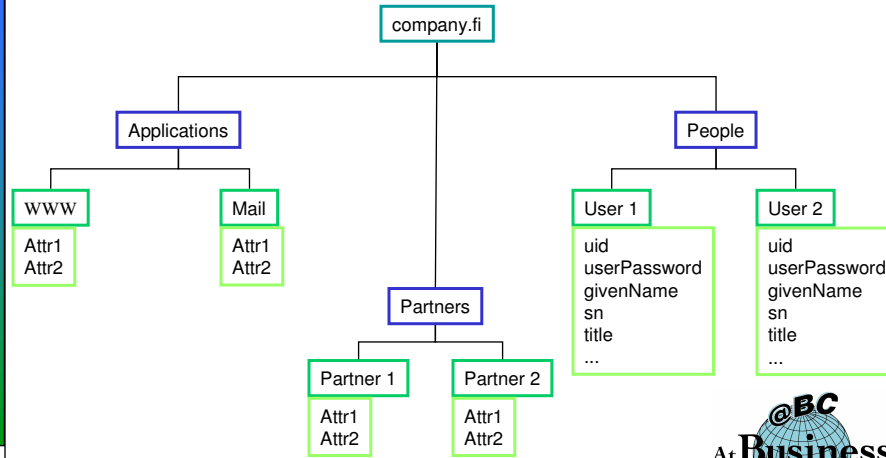 company.fi
Applications
People
WWW
Mail
User 1
User 2
Attr1
Attr2
Attr1
Attr2
uid
userPassword
givenName
sn
title
...
uid
userPassword
givenName
sn
title
...
Partners
Partner 1
Partner 2
Attr1
Attr2
Attr1
Attr2
@BC
At Business